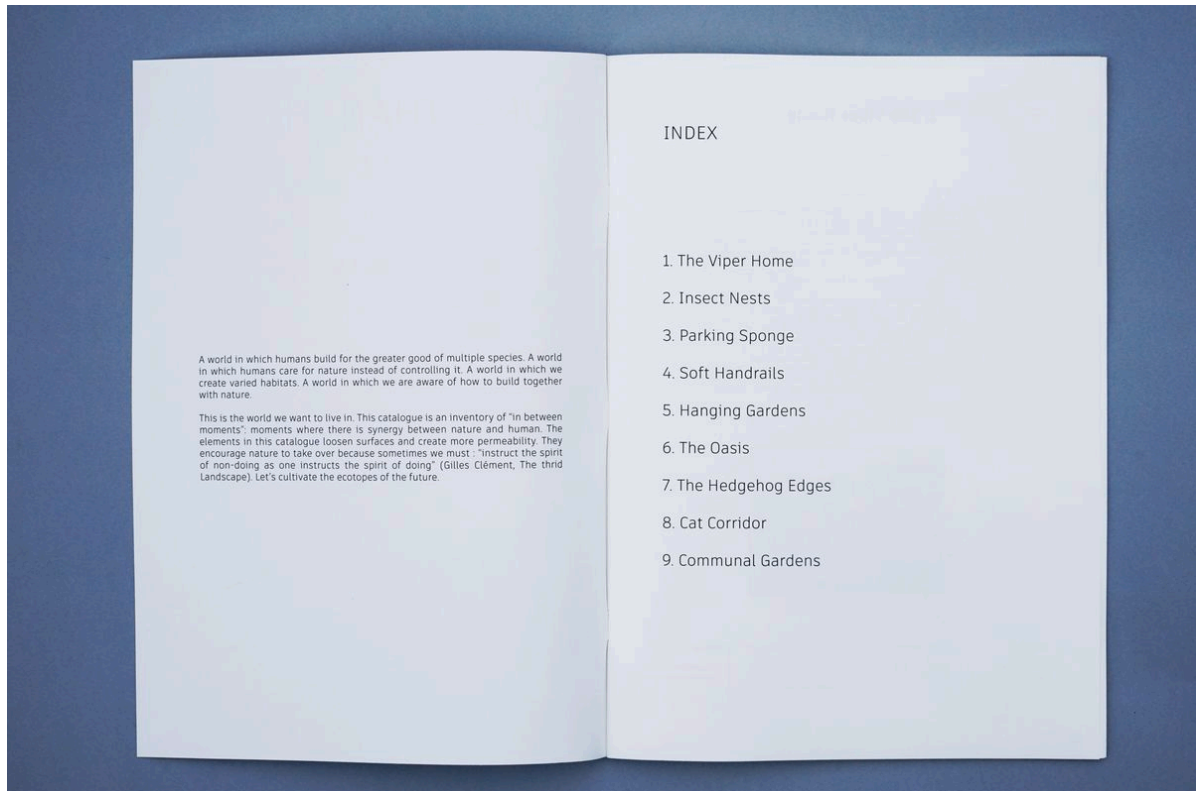 A world in which humans build for the greater good of multiple species. A world
in which humans care for nature instead of controlling it. A world in which we
create varied habitats. A world in which we are aware of how to build together
with nature.
This is the world we want to live in. This catalogue is an inventory of "in between
moments": moments where there is synergy between nature and human. The
elements in this catalogue loosen surfaces and create more permeability. They
encourage nature to take over because sometimes we must : "instruct the spirit
of non-doing as one instructs the spirit of doing" (Gilles Clément, The thrid
Landscape). Let's cultivate the ecotopes of the future.
INDEX
1. The Viper Home
2. Insect Nests
3. Parking Sponge
4. Soft Handrails
5. Hanging Gardens
6. The Oasis
7. The Hedgehog Edges
8. Cat Corridor
9. Communal Gardens